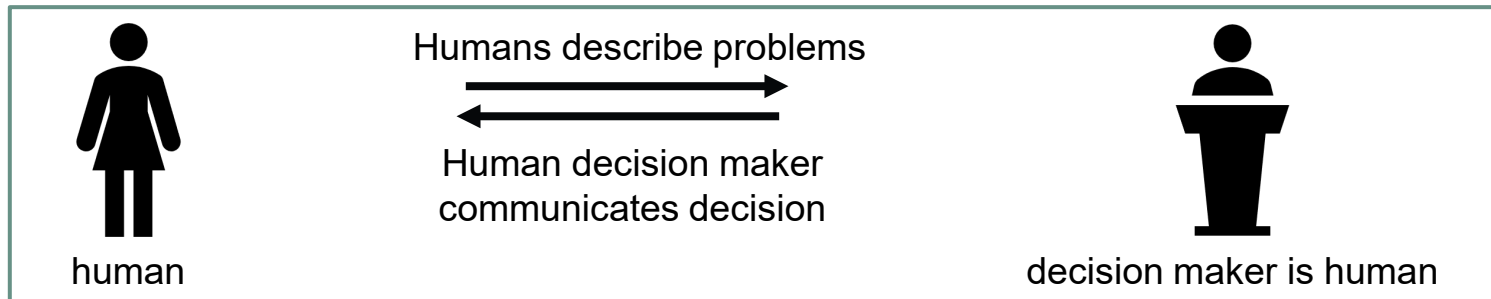 Humans describe problems
Human decision maker
communicates decision
human
decision maker is human